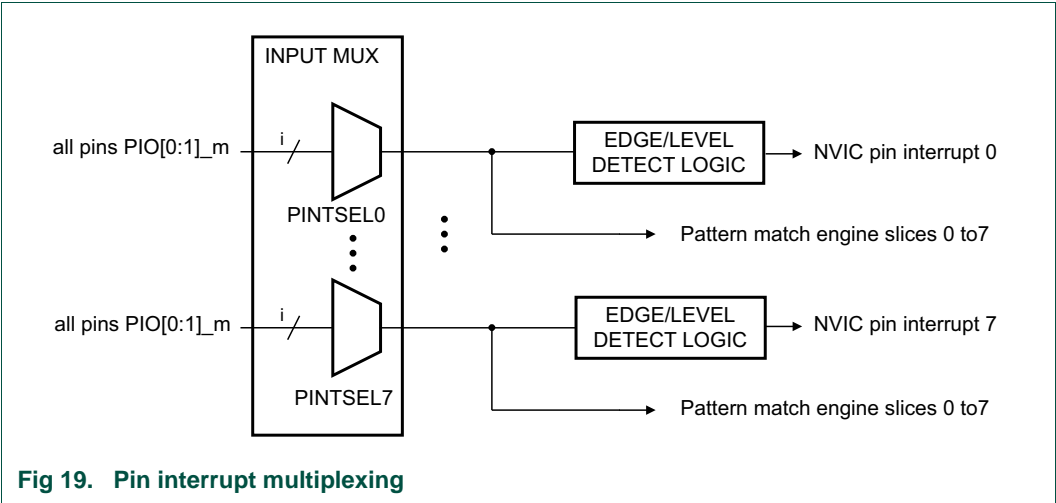 INPUT MUX
all pins PIO[0:1]_m
i
PINTSEL0
EDGE/LEVEL
DETECT LOGIC
NVIC pin interrupt 0
Pattern match engine slices 0 to7
all pins PIO[0:1]_m
i
PINTSEL7
EDGE/LEVEL
DETECT LOGIC
NVIC pin interrupt 7
Pattern match engine slices 0 to7
Fig 19. Pin interrupt multiplexing